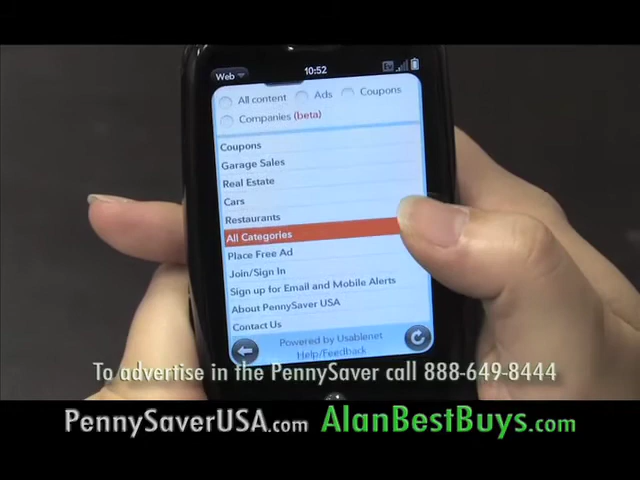 Web
10:52
Ev
All content Ads Coupons
Companies (beta)
Coupons
Garage Sales
Real Estate
Cars
Restaurants
All Categories
Place Free Ad
Join/Sign In
Sign up for Email and Mobile Alerts
About PennySaver USA
Contact Us
Powered by Usablenet
Help/Feedback
To advertise in the PennySaver call 888-649-8444
PennySaverUSA.com AlanBestBuys.com